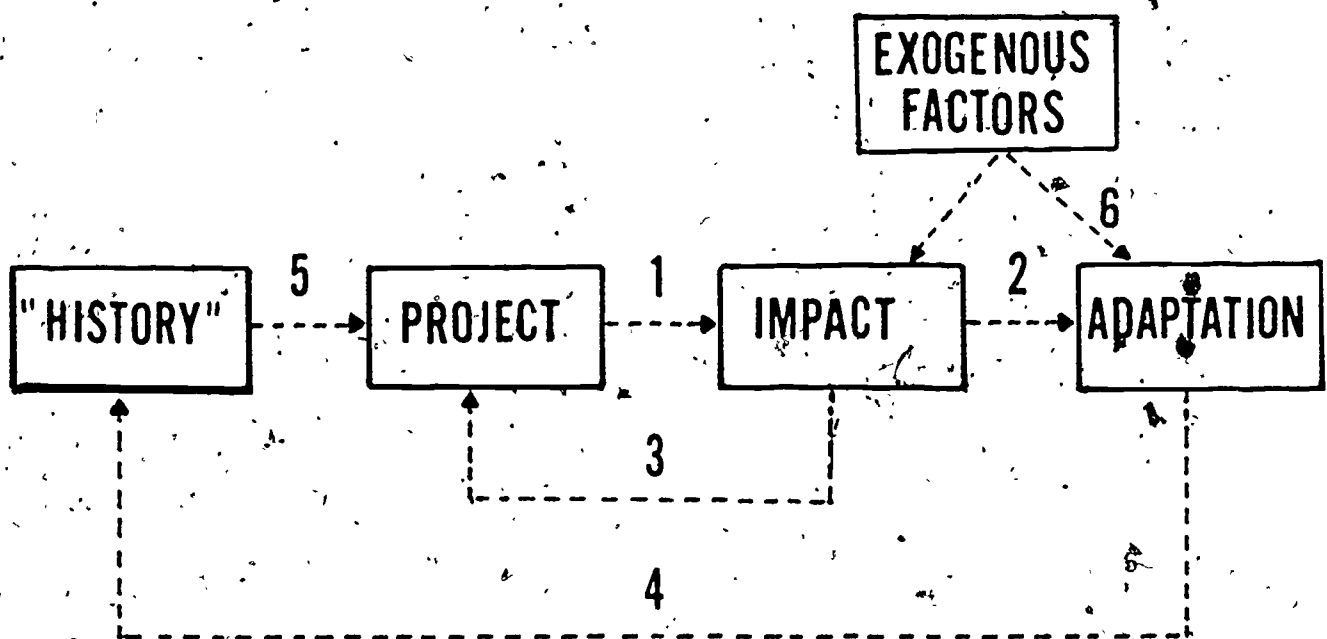 EXOGENOUS
FACTORS
6
5
1
2
"HISTORY"
PROJECT
IMPACT
ADAPTATION
3
4